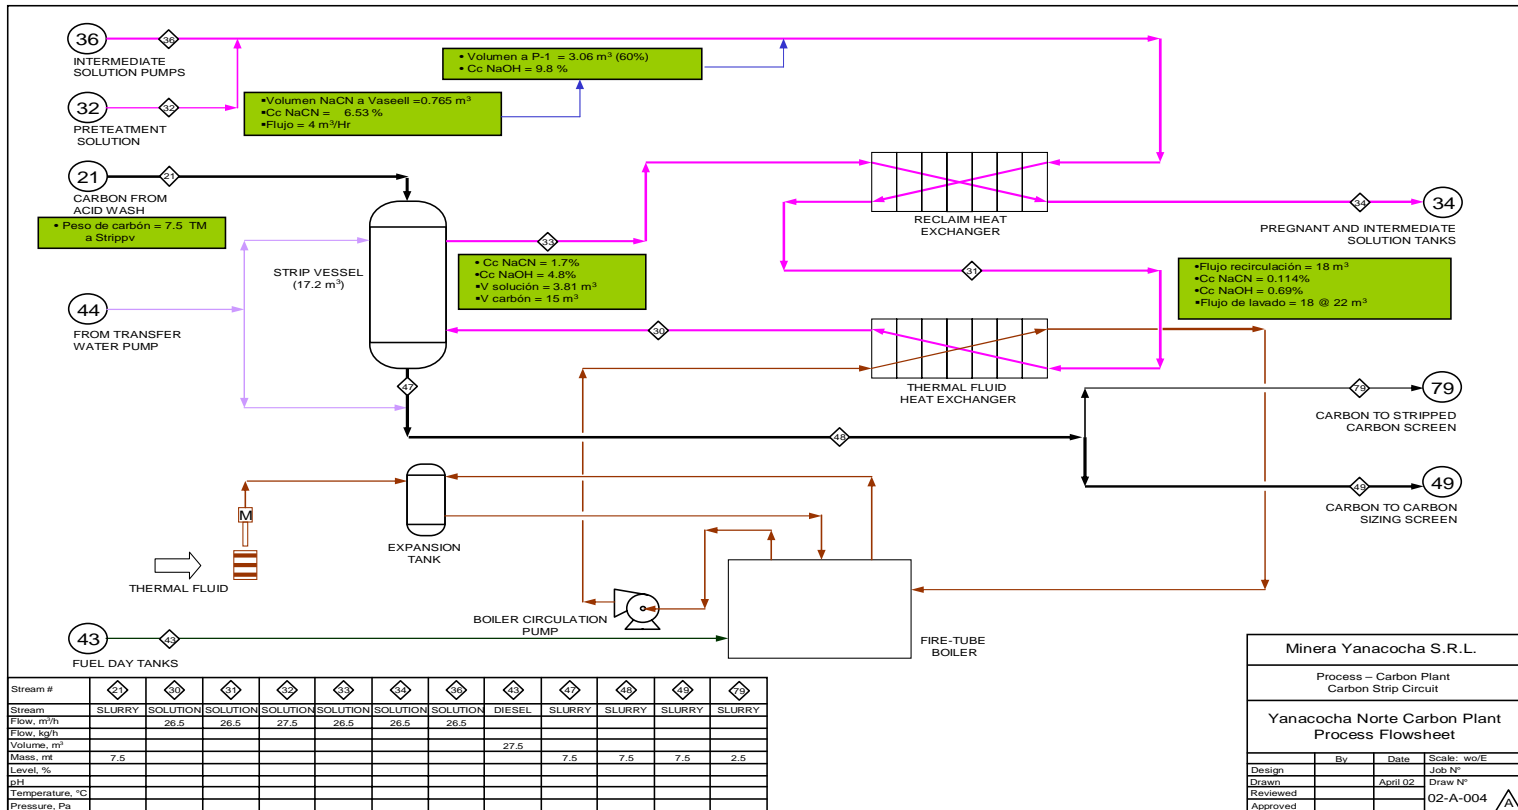 36
36
INTERMEDIATE
SOLUTION PUMPS
• Volumen a P-1 = 3.06 m³ (60%)
• Cc NaOH = 9.8 %
32
32
PRETEATMENT
SOLUTION
▪Volumen NaCN a Vaseell =0.765 m³
▪Cc NaCN = 6.53 %
▪Flujo = 4 m³/Hr
21
21
CARBON FROM
ACID WASH
• Peso de carbón = 7.5 TM
a Strippv
RECLAIM HEAT
EXCHANGER
34
34
PREGNANT AND INTERMEDIATE
SOLUTION TANKS
33
STRIP VESSEL
(17.2 m³)
• Cc NaCN = 1.7%
▪Cc NaOH = 4.8%
▪V solución = 3.81 m³
▪V carbón = 15 m³
31
▪Flujo recirculación = 18 m³
▪Cc NaCN = 0.114%
▪Cc NaOH = 0.69%
▪Flujo de lavado = 18 @ 22 m³
44
FROM TRANSFER
WATER PUMP
30
THERMAL FLUID
HEAT EXCHANGER
47
79
79
CARBON TO STRIPPED
CARBON SCREEN
48
49
49
CARBON TO CARBON
SIZING SCREEN
M
EXPANSION
TANK
THERMAL FLUID
BOILER CIRCULATION
PUMP
FIRE-TUBE
BOILER
43
43
FUEL DAY TANKS
Stream # 21 30 31 32 33 34 36 43 47 48 49 79
Stream SLURRY SOLUTION SOLUTION SOLUTION SOLUTION SOLUTION SOLUTION DIESEL SLURRY SLURRY SLURRY SLURRY
Flow, m³/h 26.5 26.5 27.5 26.5 26.5 26.5
Flow, kg/h
Volume, m³ 27.5
Mass, mt 7.5 7.5 7.5 7.5 2.5
Level, %
pH
Temperature, °C
Pressure, Pa
Minera Yanacocha S.R.L.
Process – Carbon Plant
Carbon Strip Circuit
Yanacocha Norte Carbon Plant
Process Flowsheet
By Date Scale: wo/E
Design Job Nº
Drawn April 02 Draw Nº
Reviewed
02-A-004 A
Approved